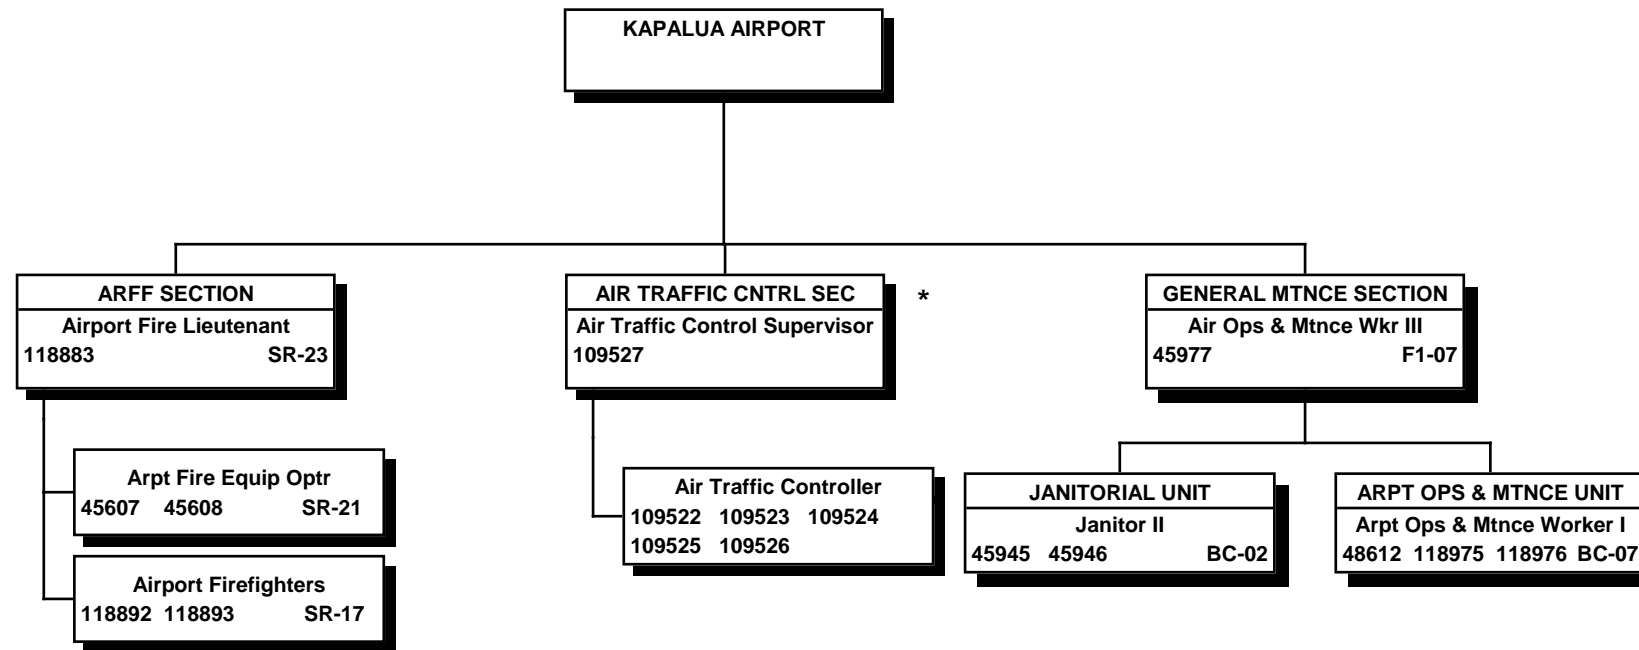 KAPALUA AIRPORT
ARFF SECTION
Airport Fire Lieutenant
118883 SR-23
Arpt Fire Equip Optr
45607 45608 SR-21
Airport Firefighters
118892 118893 SR-17
AIR TRAFFIC CNTRL SEC *
Air Traffic Control Supervisor
109527
Air Traffic Controller
109522 109523 109524
109525 109526
GENERAL MTNCE SECTION
Air Ops & Mtnce Wkr III
45977 F1-07
JANITORIAL UNIT
Janitor II
45945 45946 BC-02
ARPT OPS & MTNCE UNIT
Arpt Ops & Mtnce Worker I
48612 118975 118976 BC-07